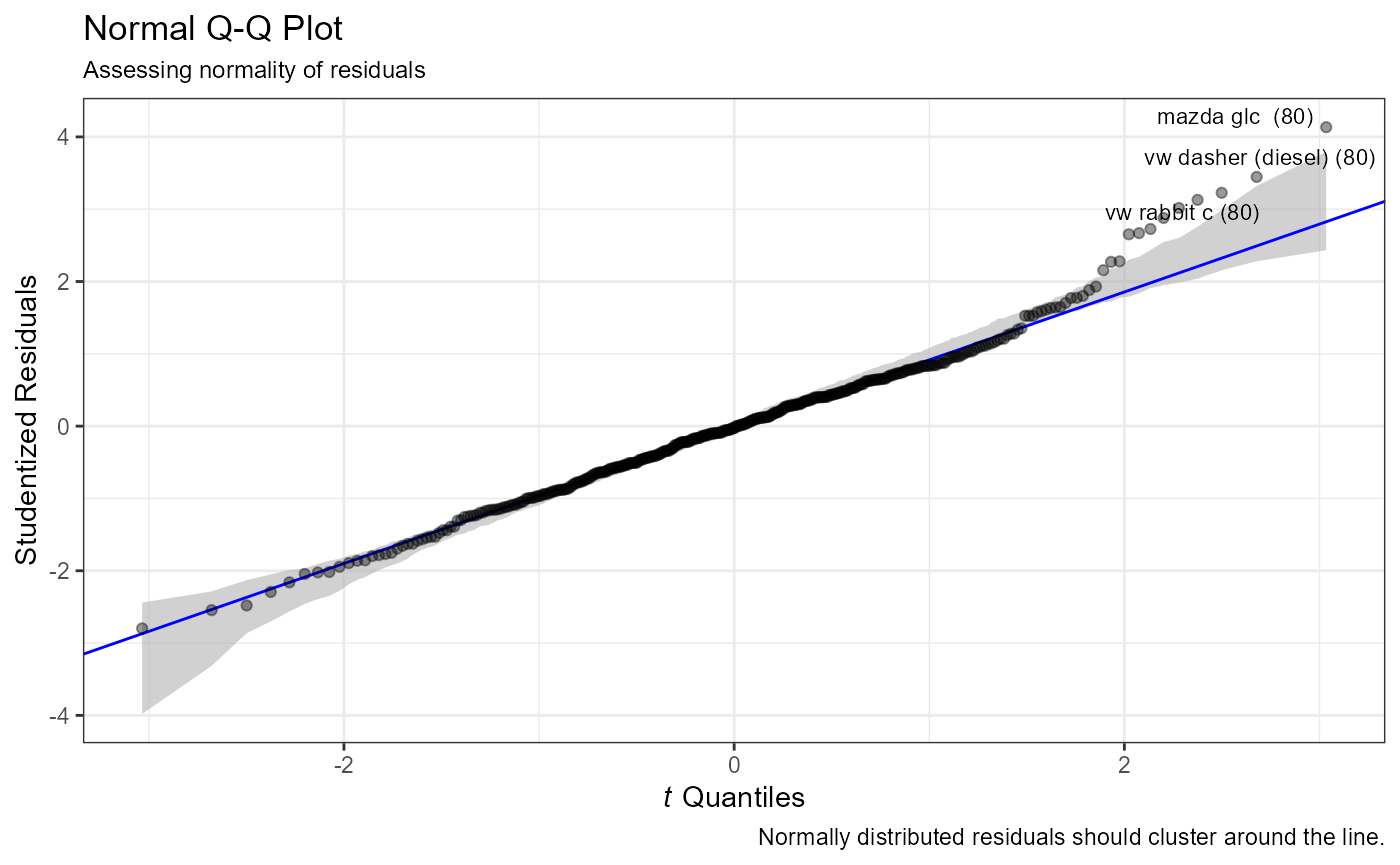 Normal Q-Q Plot
Assessing normality of residuals
4
2
0
-2
-4
Studentized Residuals
mazda glc  (80)
vw dasher (diesel) (80)
vw rabbit c (80)
-2
0
2
t Quantiles
Normally distributed residuals should cluster around the line.